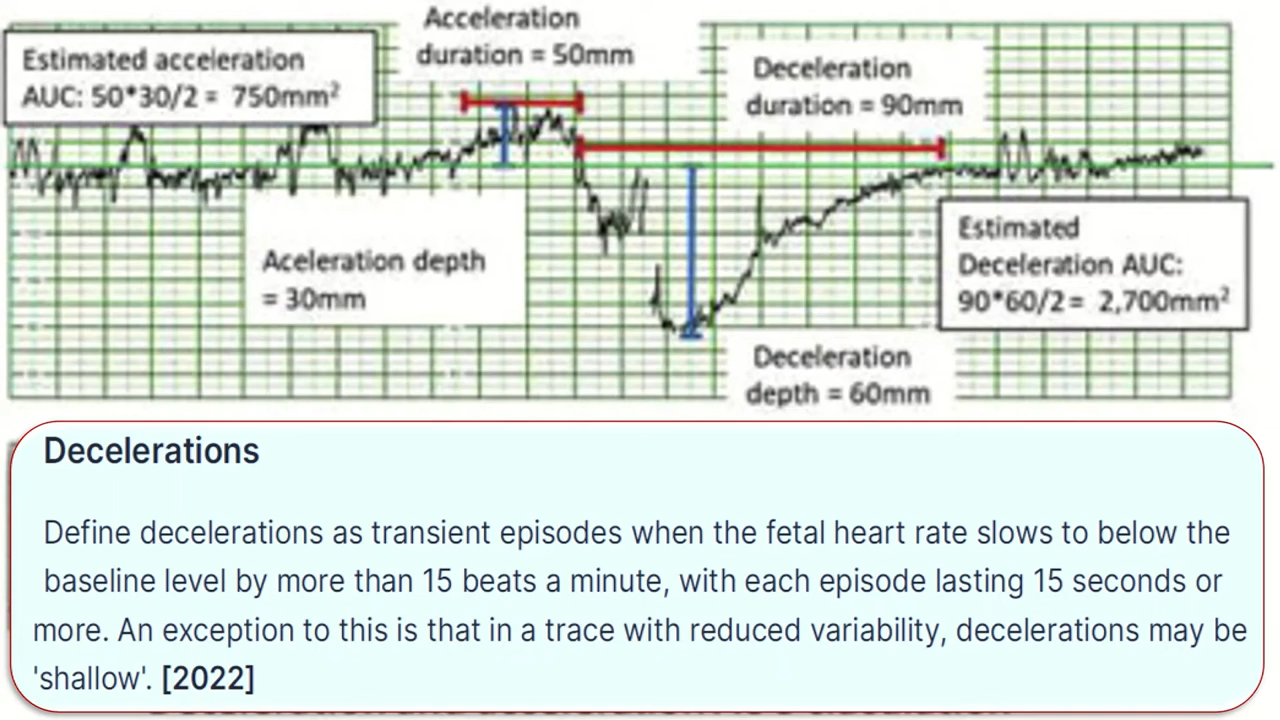 Acceleration
duration = 50mm
Estimated acceleration
AUC: 50*30/2 = 750mm²
Deceleration
duration = 90mm
Aceleration depth
= 30mm
Estimated
Deceleration AUC:
90*60/2 = 2,700mm²
Deceleration
depth = 60mm
Decelerations
Define decelerations as transient episodes when the fetal heart rate slows to below the
baseline level by more than 15 beats a minute, with each episode lasting 15 seconds or
more. An exception to this is that in a trace with reduced variability, decelerations may be
'shallow'. [2022]